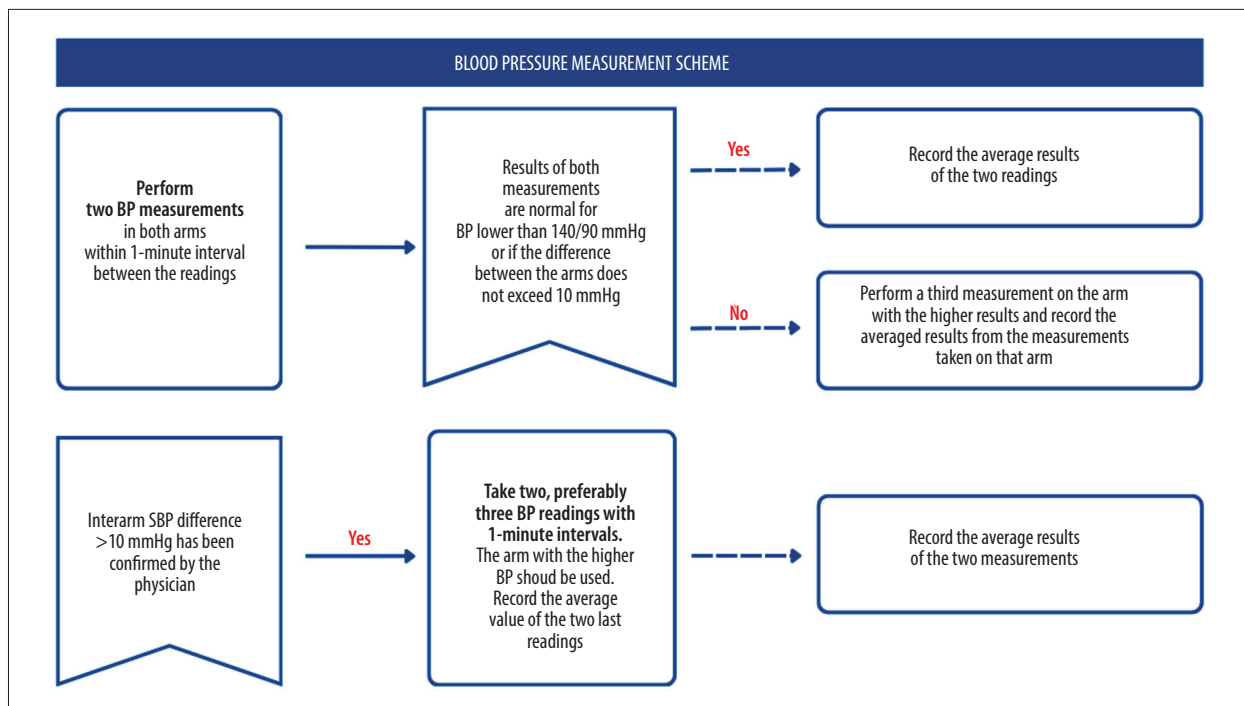 BLOOD PRESSURE MEASUREMENT SCHEME
Perform
two BP measurements
in both arms
within 1-minute interval
between the readings
Results of both
measurements
are normal for
BP lower than 140/90 mmHg
or if the difference
between the arms does
not exceed 10 mmHg
Yes
Record the average results
of the two readings
No
Perform a third measurement on the arm
with the higher results and record the
averaged results from the measurements
taken on that arm
Interarm SBP difference
>10 mmHg has been
confirmed by the
physician
Yes
Take two, preferably
three BP readings with
1-minute intervals.
The arm with the higher
BP shoud be used.
Record the average
value of the two last
readings
Record the average results
of the two measurements